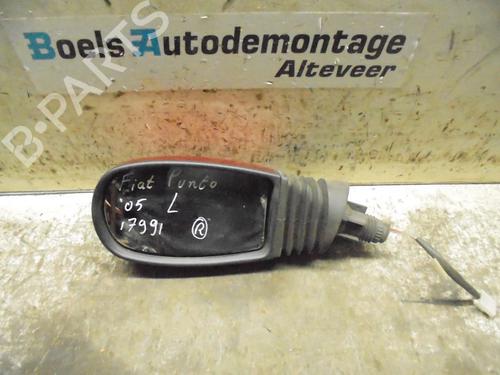 Boels Autodemontage
Alteveer
B-PARTS
Fiat Punto
'05 L
17991 R